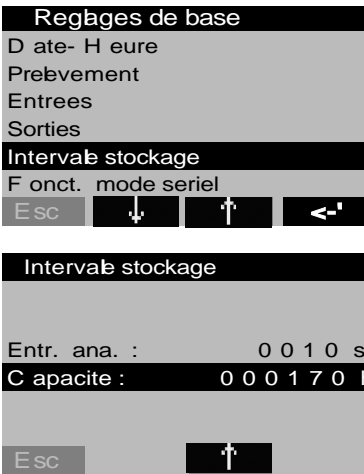 Reglages de base
Date-Heure
Prelevement
Entrees
Sorties
Intervale stockage
Fonct. mode seriel
Esc ↓ ↑ <-'
Intervale stockage
Entr. ana. : 0010 s
Capacite : 000170 l
Esc ↑